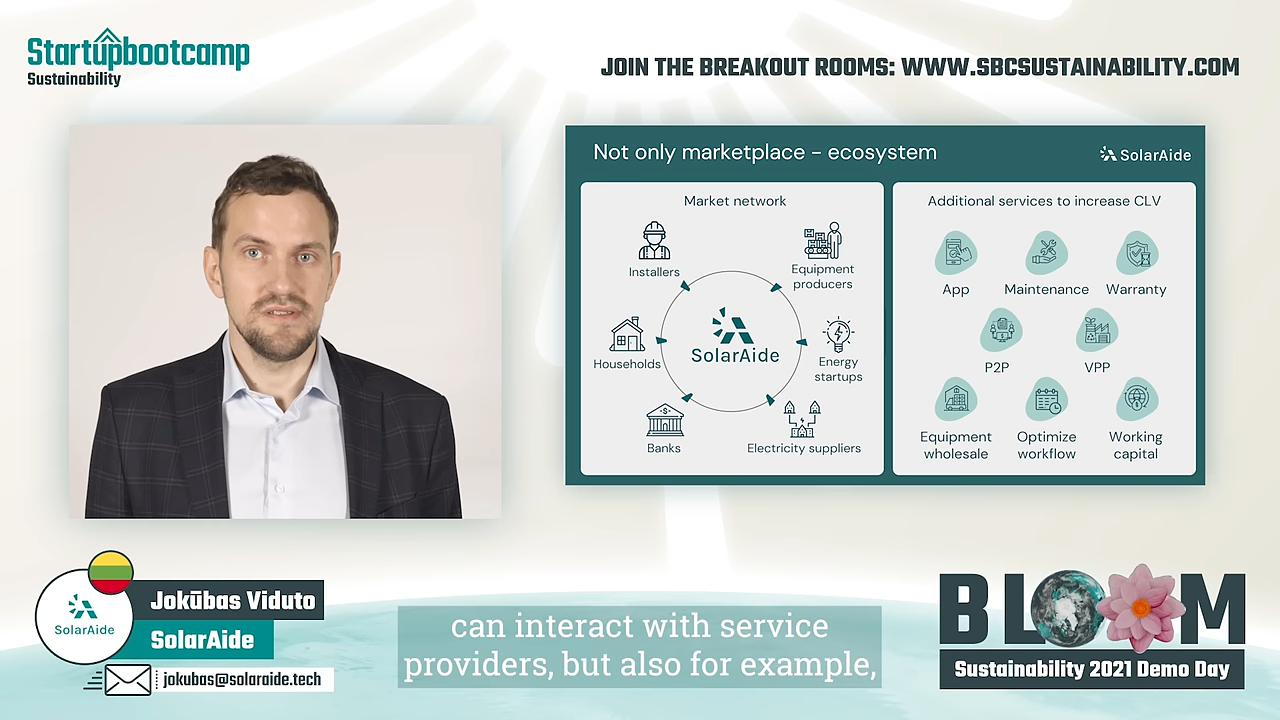 Startupbootcamp
Sustainability
JOIN THE BREAKOUT ROOMS: WWW.SBCSUSTAINABILITY.COM
Not only marketplace - ecosystem
SolarAide
Market network
Installers
Equipment
producers
Households
SolarAide
Energy
startups
Banks
Electricity suppliers
Additional services to increase CLV
App
Maintenance
Warranty
P2P
VPP
Equipment
wholesale
Optimize
workflow
Working
capital
SolarAide
Jokūbas Viduto
SolarAide
jokubas@solaraide.tech
can interact with service
providers, but also for example,
BLOOM
Sustainability 2021 Demo Day